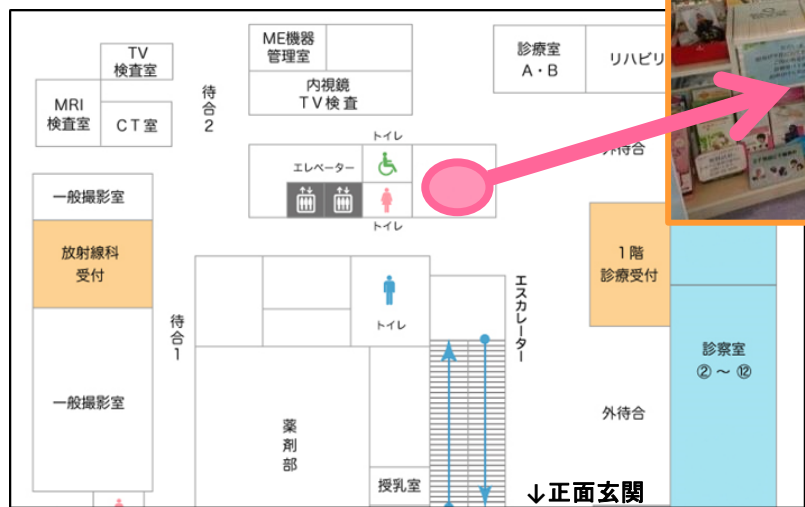 TV
検査室
MRI
検査室
CT室
待合2
ME機器
管理室
内視鏡
TV検査
診療室
A・B
リハビリ
トイレ
エレベーター
トイレ
外待合
一般撮影室
放射線科
受付
待合1
一般撮影室
トイレ
エスカレーター
1階
診療受付
診察室
②～⑫
外待合
薬剤部
授乳室
↓正面玄関